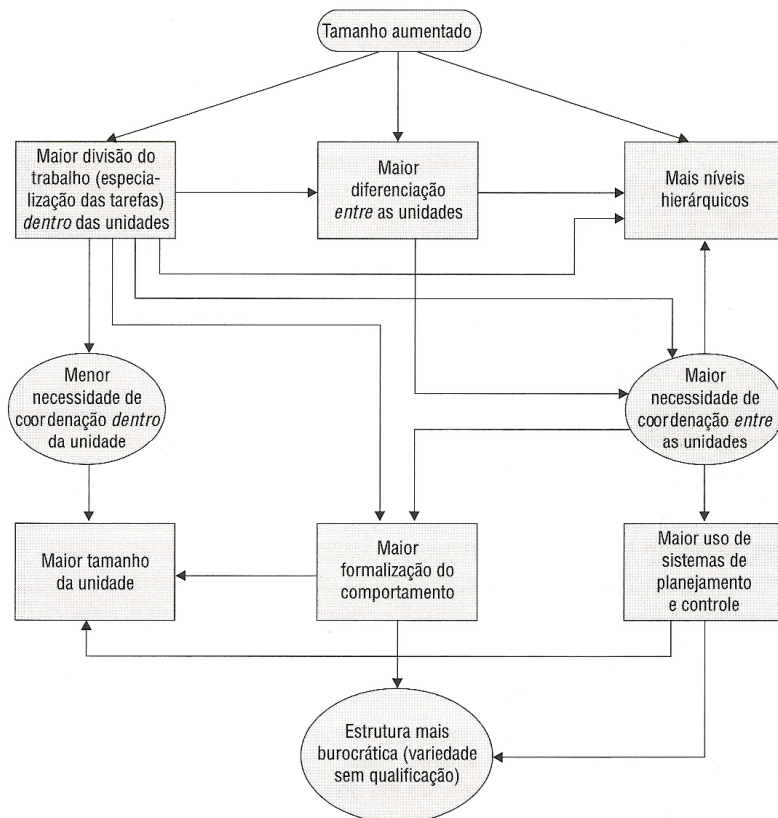 Tamanho aumentado
Maior divisão do
trabalho (especia-
lização das tarefas)
dentro das unidades
Maior
diferenciação
entre as unidades
Mais níveis
hierárquicos
Menor
necessidade de
coordenação dentro
da unidade
Maior
necessidade de
coordenação entre
as unidades
Maior tamanho
da unidade
Maior
formalização do
comportamento
Maior uso de
sistemas de
planejamento
e controle
Estrutura mais
burocrática (variedade
sem qualificação)